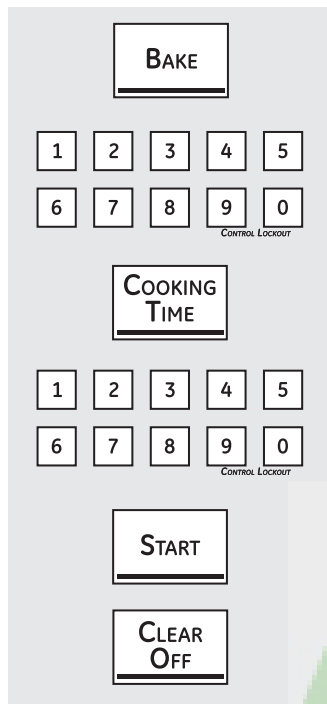 BAKE
1 2 3 4 5
6 7 8 9 0
CONTROL LOCKOUT
COOKING
TIME
1 2 3 4 5
6 7 8 9 0
CONTROL LOCKOUT
START
CLEAR
OFF